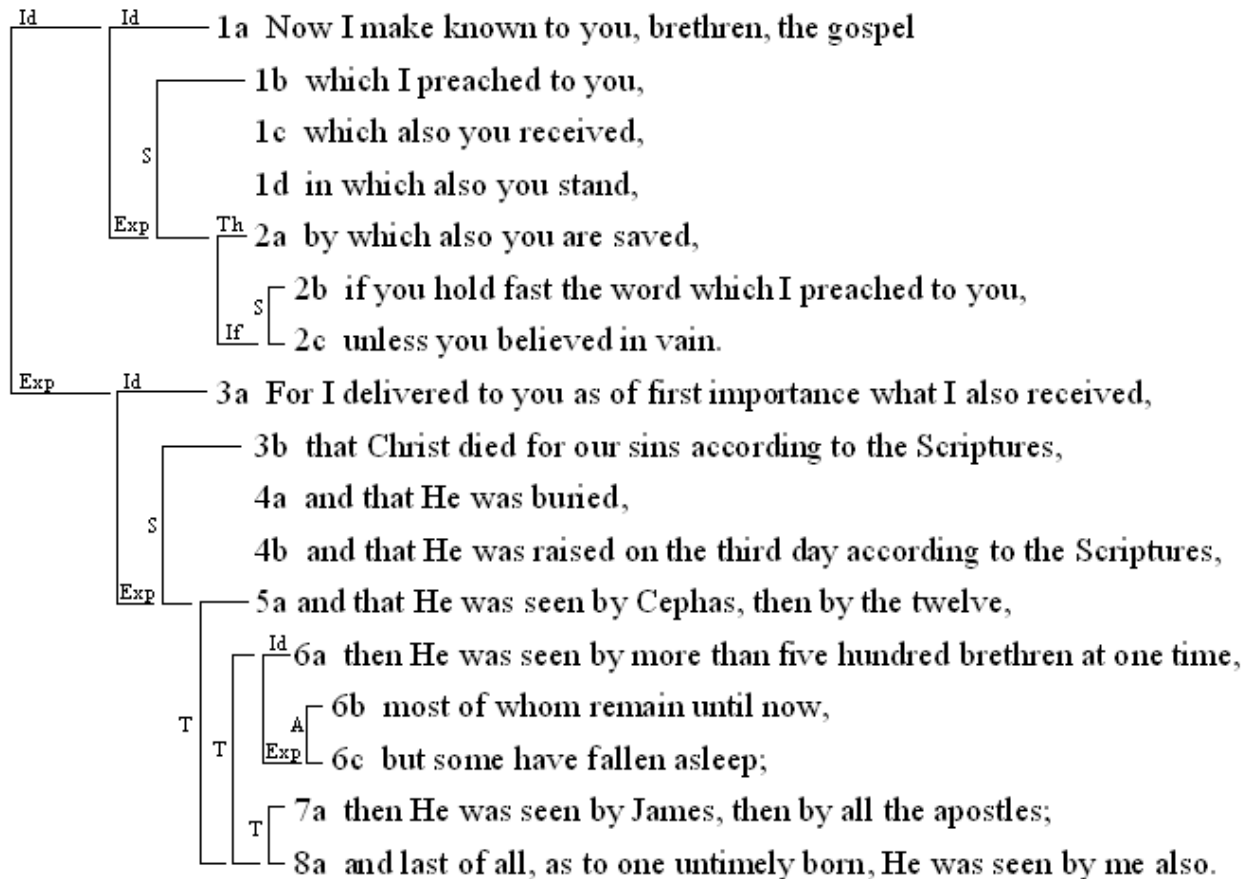 Id Id 1a Now I make known to you, brethren, the gospel
1b which I preached to you,
1c which also you received,
S
1d in which also you stand,
Exp Th 2a by which also you are saved,
2b if you hold fast the word which I preached to you,
S
If 2c unless you believed in vain.
Exp Id 3a For I delivered to you as of first importance what I also received,
3b that Christ died for our sins according to the Scriptures,
4a and that He was buried,
S
4b and that He was raised on the third day according to the Scriptures,
Exp 5a and that He was seen by Cephas, then by the twelve,
Id 6a then He was seen by more than five hundred brethren at one time,
6b most of whom remain until now,
T A
T Exp 6c but some have fallen asleep;
7a then He was seen by James, then by all the apostles;
T
8a and last of all, as to one untimely born, He was seen by me also.